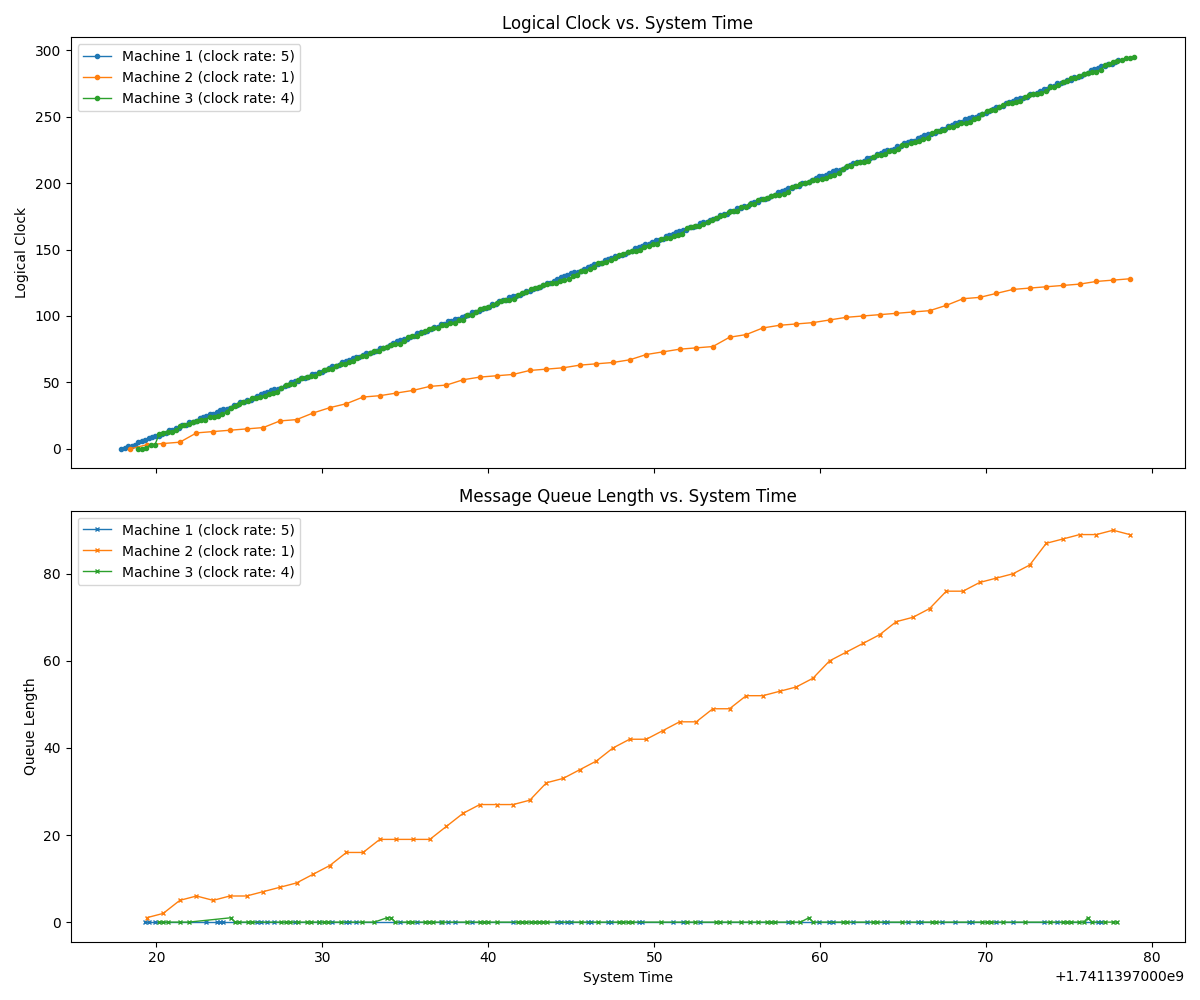 Logical Clock vs. System Time
Machine 1 (clock rate: 5)
Machine 2 (clock rate: 1)
Machine 3 (clock rate: 4)
Logical Clock
300
250
200
150
100
50
0
Message Queue Length vs. System Time
Machine 1 (clock rate: 5)
Machine 2 (clock rate: 1)
Machine 3 (clock rate: 4)
Queue Length
80
60
40
20
0
20 30 40 50 60 70 80
System Time
+1.7411397000e9